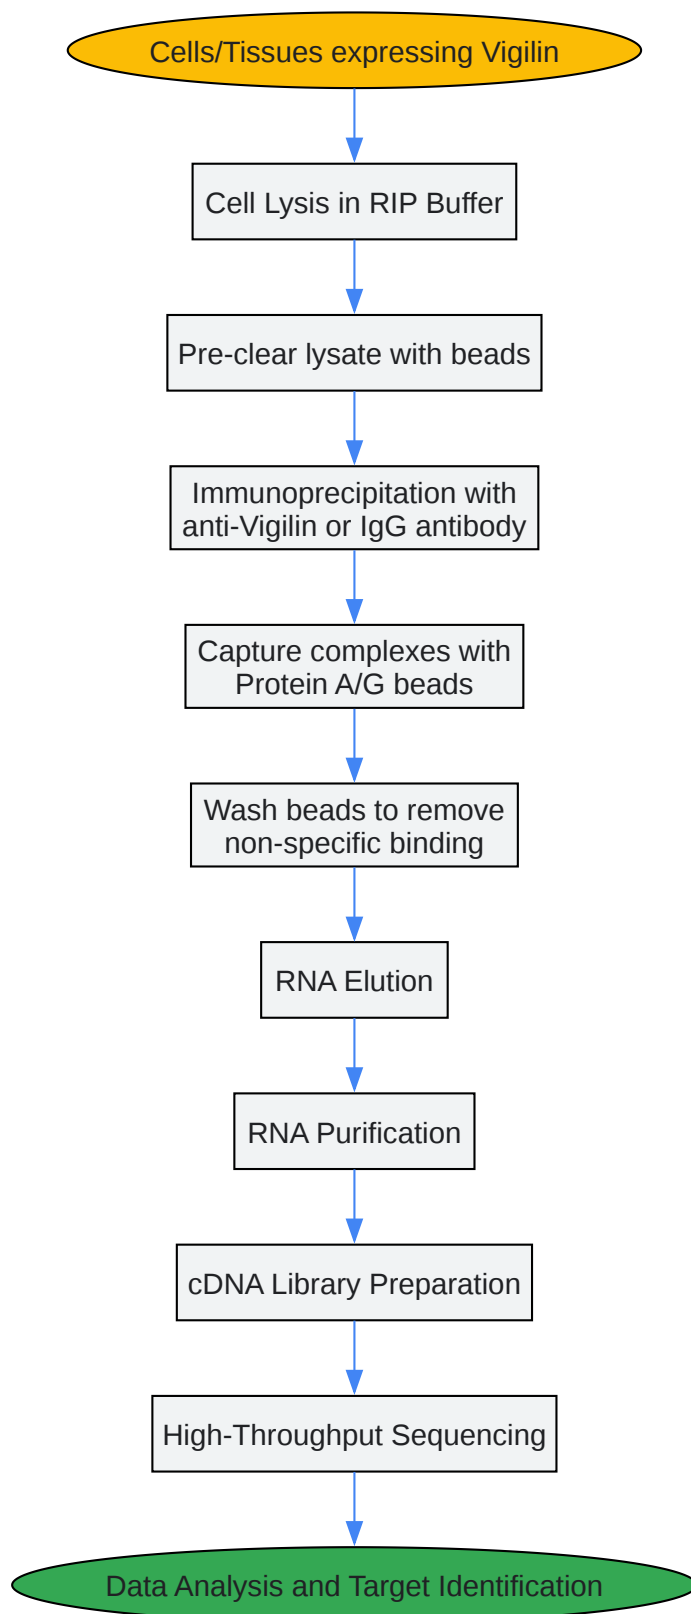 Cells/Tissues expressing Vigilin
Cell Lysis in RIP Buffer
Pre-clear lysate with beads
Immunoprecipitation with
anti-Vigilin or IgG antibody
Capture complexes with
Protein A/G beads
Wash beads to remove
non-specific binding
RNA Elution
RNA Purification
cDNA Library Preparation
High-Throughput Sequencing
Data Analysis and Target Identification